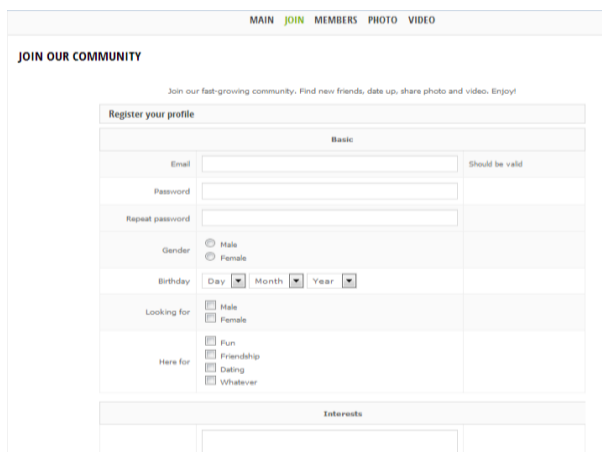 MAIN JOIN MEMBERS PHOTO VIDEO
JOIN OUR COMMUNITY
Join our fast-growing community. Find new friends, date up, share photo and video. Enjoy!
Register your profile
Basic
Email Should be valid
Password
Repeat password
Gender
Male
Female
Birthday Day Month Year
Looking for
Male
Female
Here for
Fun
Friendship
Dating
Whatever
Interests